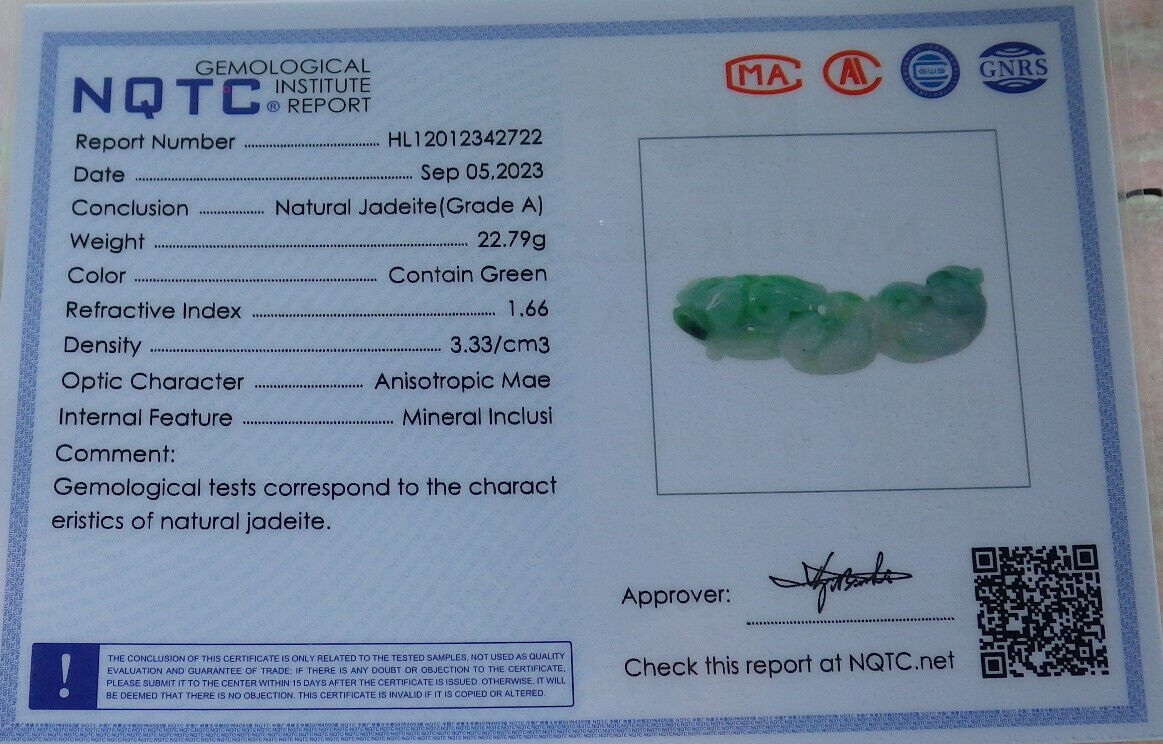 NQTC® GEMOLOGICAL INSTITUTE REPORT
Report Number ........ HL12012342722
Date ........ Sep 05,2023
Conclusion ........ Natural Jadeite(Grade A)
Weight ........ 22.79g
Color ........ Contain Green
Refractive Index ........ 1.66
Density ........ 3.33/cm3
Optic Character ........ Anisotropic Mae
Internal Feature ........ Mineral Inclusi
Comment:
Gemological tests correspond to the charact
eristics of natural jadeite.
!
THE CONCLUSION OF THIS CERTIFICATE IS ONLY RELATED TO THE TESTED SAMPLES, NOT USED AS QUALITY
EVALUATION AND GUARANTEE OF TRADE; IF THERE IS ANY DOUBT OR OBJECTION TO THE CERTIFICATE,
PLEASE SUBMIT IT TO THE CENTER WITHIN 15 DAYS AFTER THE CERTIFICATE IS ISSUED. OTHERWISE, IT WILL
BE DEEMED THAT THERE IS NO OBJECTION. THIS CERTIFICATE IS INVALID IF IT IS COPIED OR ALTERED.
MA
GWS
GNRS
Approver:
Check this report at NQTC.net